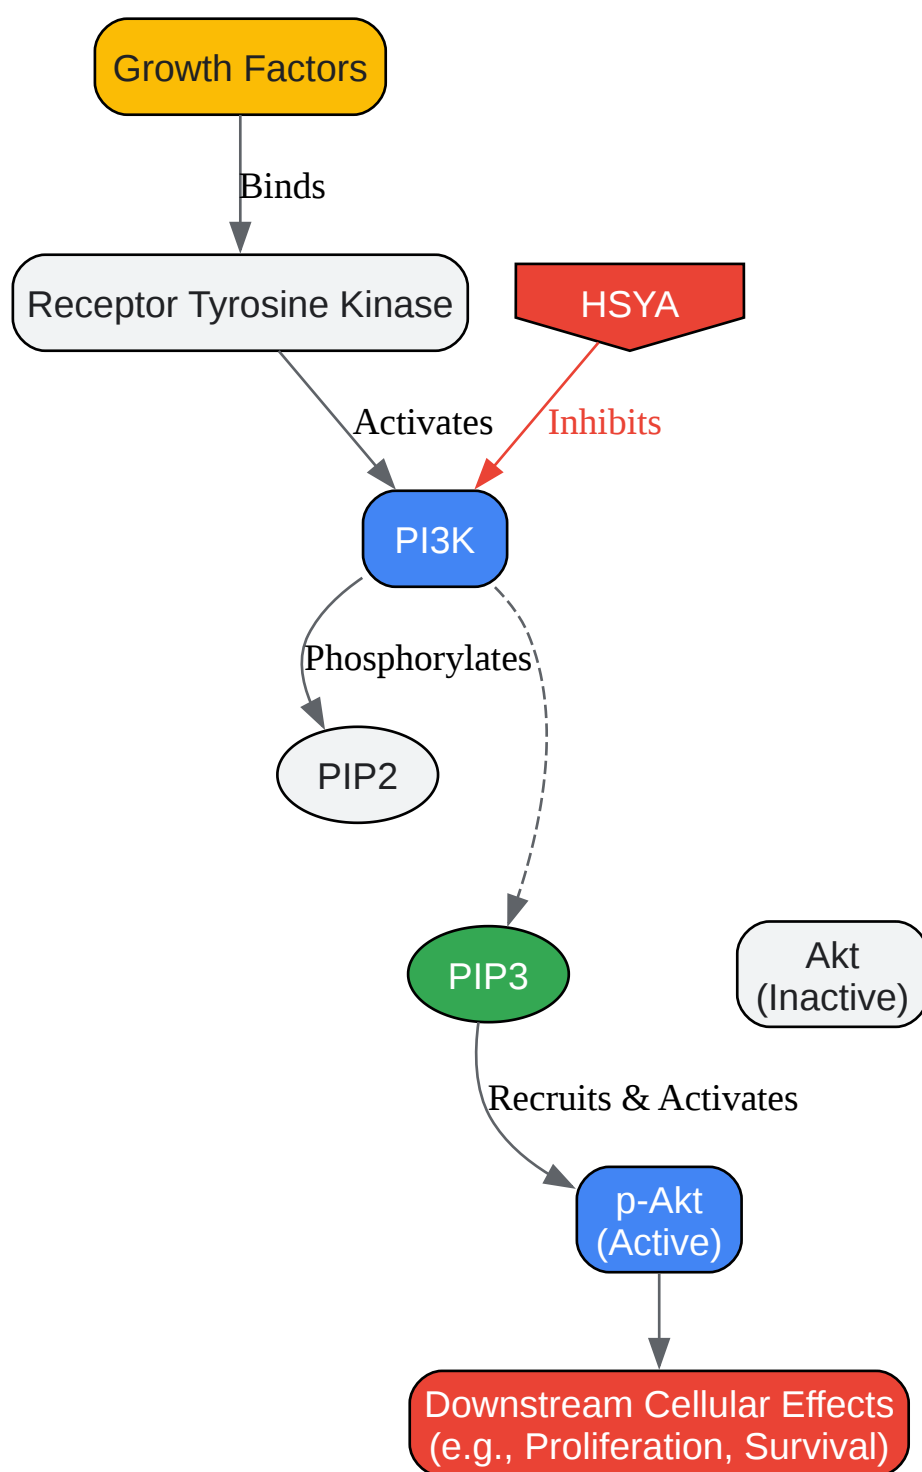 Growth Factors
Binds
Receptor Tyrosine Kinase
HSYA
Activates
Inhibits
PI3K
Phosphorylates
PIP2
PIP3
Akt
(Inactive)
Recruits & Activates
p-Akt
(Active)
Downstream Cellular Effects
(e.g., Proliferation, Survival)